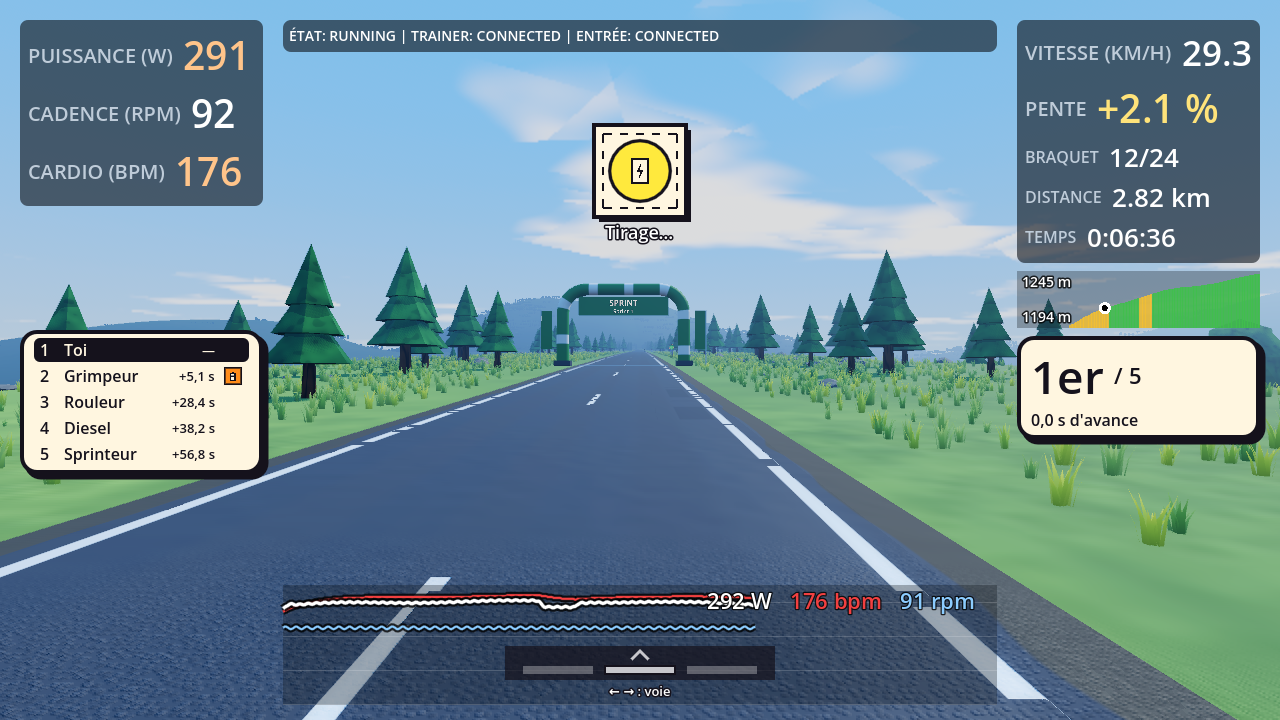 PUISSANCE (W) 291
CADENCE (RPM) 92
CARDIO (BPM) 176
ÉTAT: RUNNING | TRAINER: CONNECTED | ENTRÉE: CONNECTED
VITESSE (KM/H) 29.3
PENTE +2.1 %
BRAQUET 12/24
DISTANCE 2.82 km
TEMPS 0:06:36
1245 m
1194 m
Tirage...
SPRINT
1 Toi —
2 Grimpeur +5,1 s
3 Rouleur +28,4 s
4 Diesel +38,2 s
5 Sprinteur +56,8 s
1er / 5
0,0 s d'avance
292 W 176 bpm 91 rpm
← → : voie